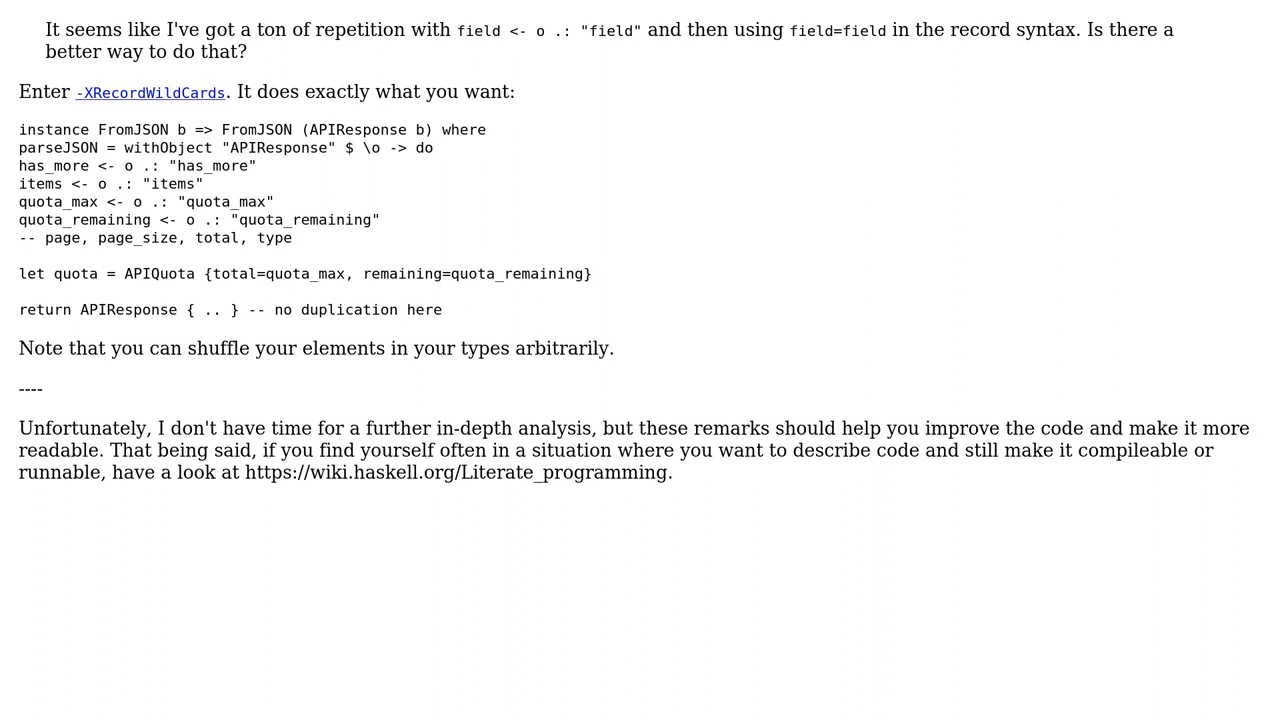 It seems like I've got a ton of repetition with field <- o .: "field" and then using field=field in the record syntax. Is there a
better way to do that?
Enter -XRecordWildCards. It does exactly what you want:
instance FromJSON b => FromJSON (APIResponse b) where
parseJSON = withObject "APIResponse" $ \o -> do
has_more <- o .: "has_more"
items <- o .: "items"
quota_max <- o .: "quota_max"
quota_remaining <- o .: "quota_remaining"
-- page, page_size, total, type
let quota = APIQuota {total=quota_max, remaining=quota_remaining}
return APIResponse { .. } -- no duplication here
Note that you can shuffle your elements in your types arbitrarily.
----
Unfortunately, I don't have time for a further in-depth analysis, but these remarks should help you improve the code and make it more
readable. That being said, if you find yourself often in a situation where you want to describe code and still make it compileable or
runnable, have a look at https://wiki.haskell.org/Literate_programming.